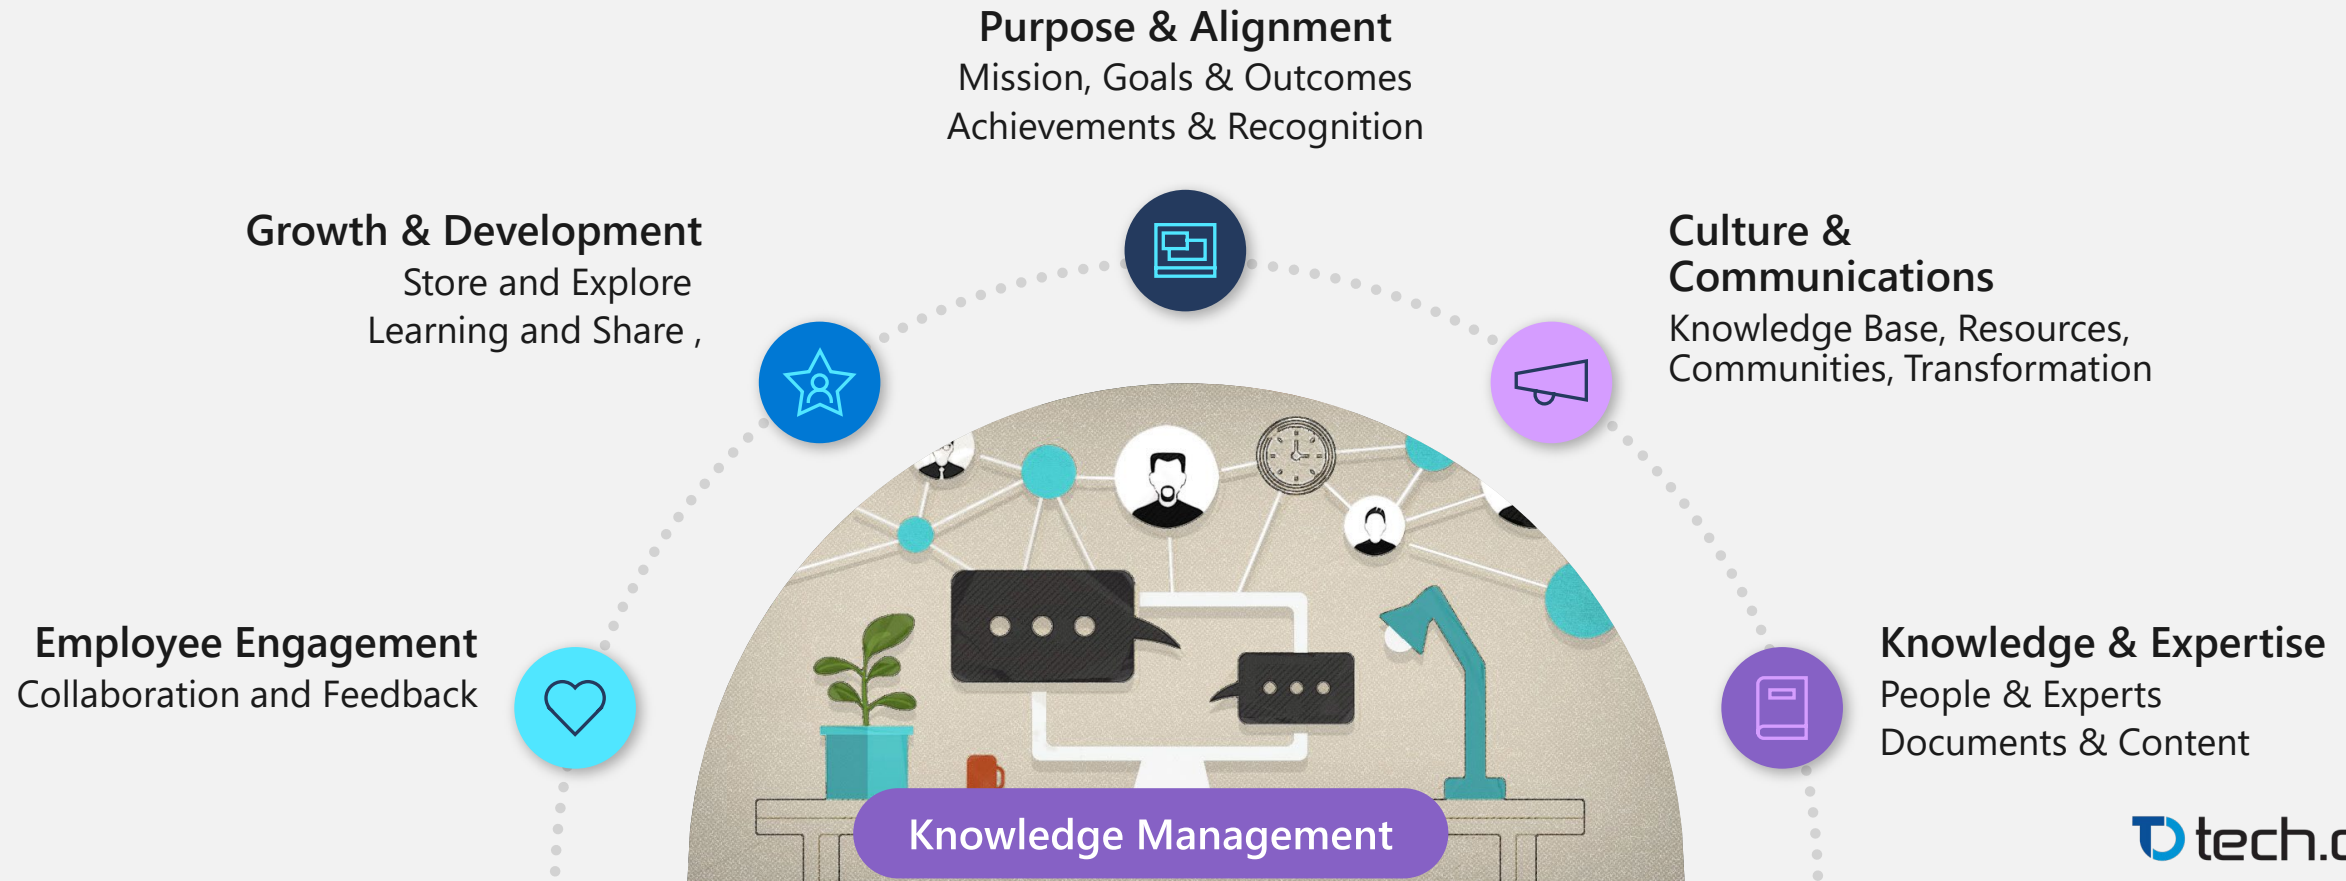 Purpose & Alignment
Mission, Goals & Outcomes
Achievements & Recognition
Growth & Development
Store and Explore
Learning and Share ,
Culture &
Communications
Knowledge Base, Resources,
Communities, Transformation
Employee Engagement
Collaboration and Feedback
Knowledge & Expertise
People & Experts
Documents & Content
Knowledge Management
tech.